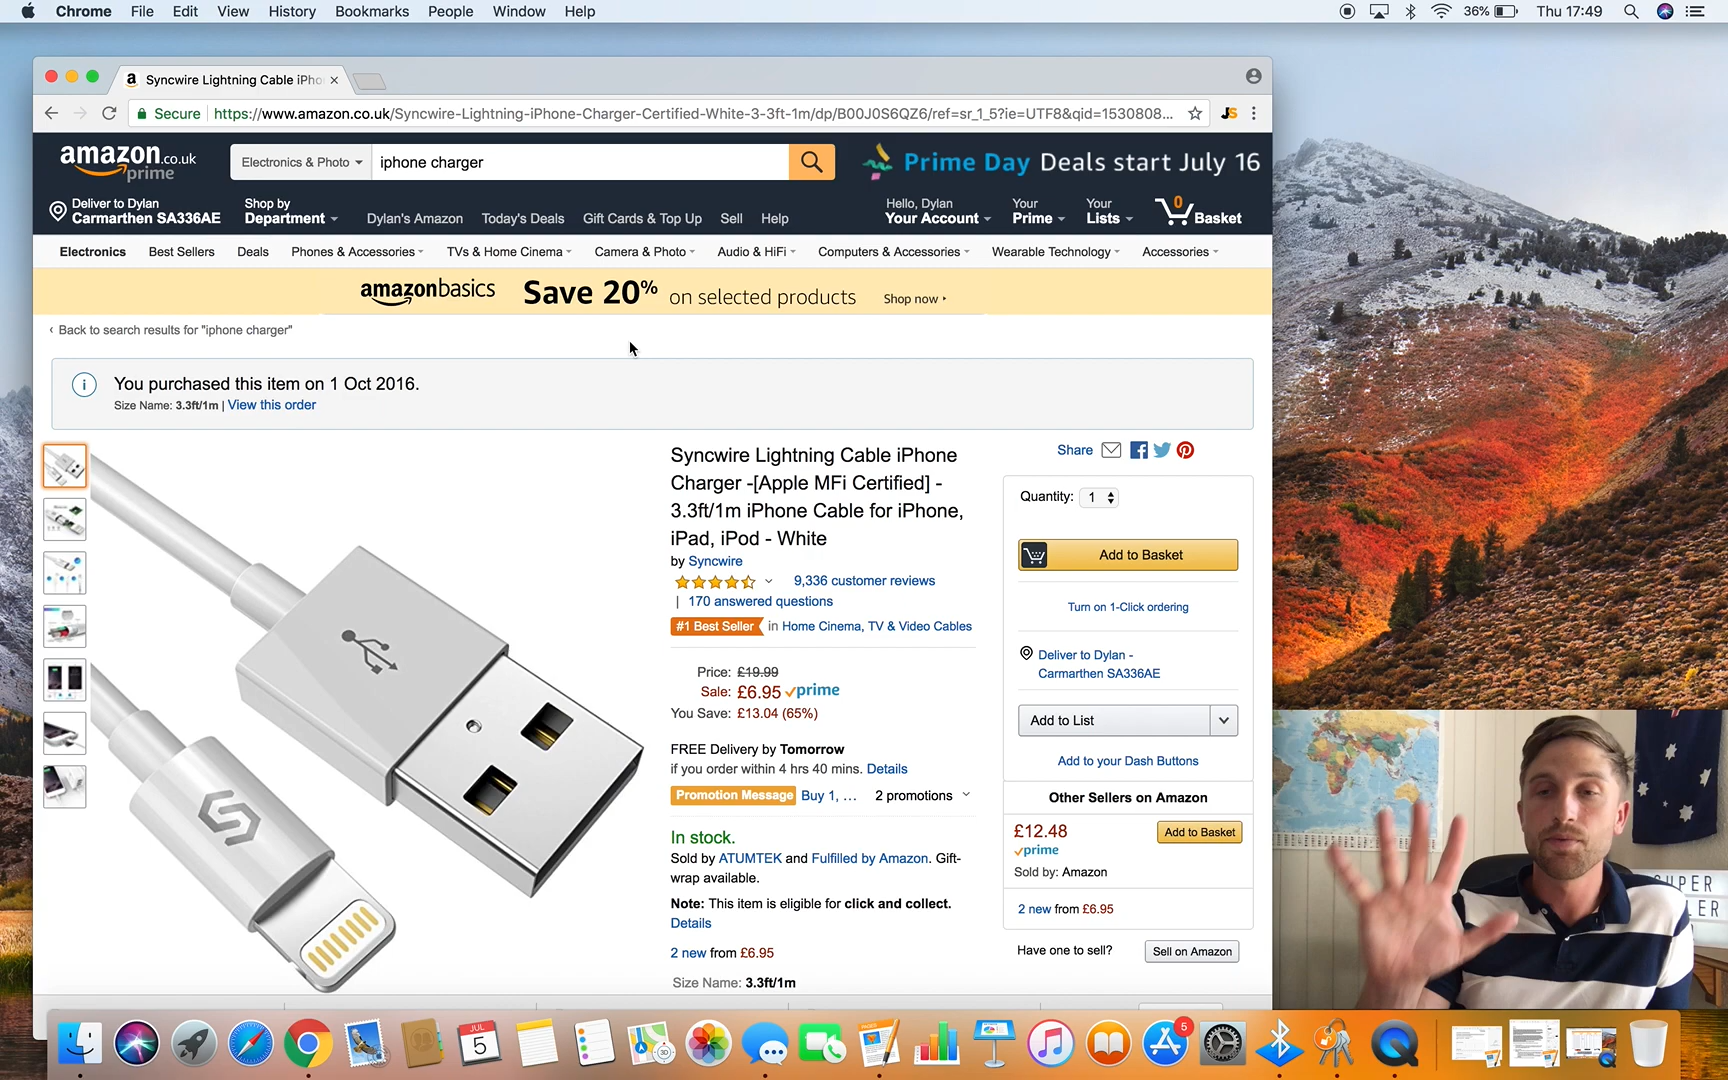 Chrome File Edit View History Bookmarks People Window Help
36% Thu 17:49
Syncwire Lightning Cable iPho
Secure https://www.amazon.co.uk/Syncwire-Lightning-iPhone-Charger-Certified-White-3-3ft-1m/dp/B00J0S6QZ6/ref=sr_1_5?ie=UTF8&qid=1530808...
JS
amazon.co.uk
prime
Electronics & Photo
iphone charger
Prime Day Deals start July 16
Deliver to Dylan
Carmarthen SA336AE
Shop by
Department
Dylan's Amazon Today's Deals Gift Cards & Top Up Sell Help
Hello, Dylan
Your Account
Your
Prime
Your
Lists
0
Basket
Electronics Best Sellers Deals Phones & Accessories TVs & Home Cinema Camera & Photo Audio & HiFi Computers & Accessories Wearable Technology Accessories
amazonbasics Save 20% on selected products Shop now
‹ Back to search results for "iphone charger"
You purchased this item on 1 Oct 2016.
Size Name: 3.3ft/1m | View this order
Syncwire Lightning Cable iPhone
Charger -[Apple MFi Certified] -
3.3ft/1m iPhone Cable for iPhone,
iPad, iPod - White
by Syncwire
9,336 customer reviews
| 170 answered questions
#1 Best Seller in Home Cinema, TV & Video Cables
Price: £19.99
Sale: £6.95 prime
You Save: £13.04 (65%)
FREE Delivery by Tomorrow
if you order within 4 hrs 40 mins. Details
Promotion Message Buy 1, ... 2 promotions
In stock.
Sold by ATUMTEK and Fulfilled by Amazon. Gift-
wrap available.
Note: This item is eligible for click and collect.
Details
2 new from £6.95
Size Name: 3.3ft/1m
Share
Quantity: 1
Add to Basket
Turn on 1-Click ordering
Deliver to Dylan -
Carmarthen SA336AE
Add to List
Add to your Dash Buttons
Other Sellers on Amazon
£12.48
Add to Basket
prime
Sold by: Amazon
2 new from £6.95
Have one to sell?
Sell on Amazon
UPER
LER
JUL
5
3D
PAGES
5